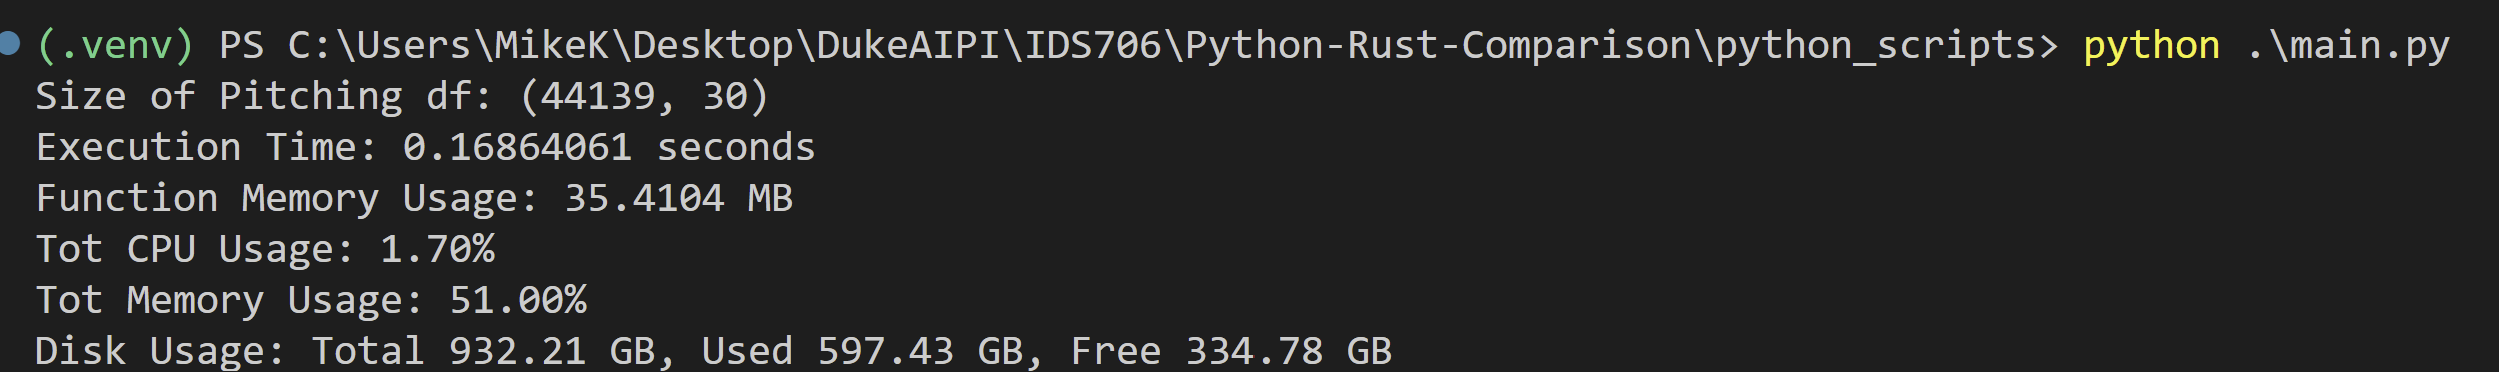 (.venv) PS C:\Users\MikeK\Desktop\DukeAIPI\IDS706\Python-Rust-Comparison\python_scripts> python .\main.py
Size of Pitching df: (44139, 30)
Execution Time: 0.16864061 seconds
Function Memory Usage: 35.4104 MB
Tot CPU Usage: 1.70%
Tot Memory Usage: 51.00%
Disk Usage: Total 932.21 GB, Used 597.43 GB, Free 334.78 GB